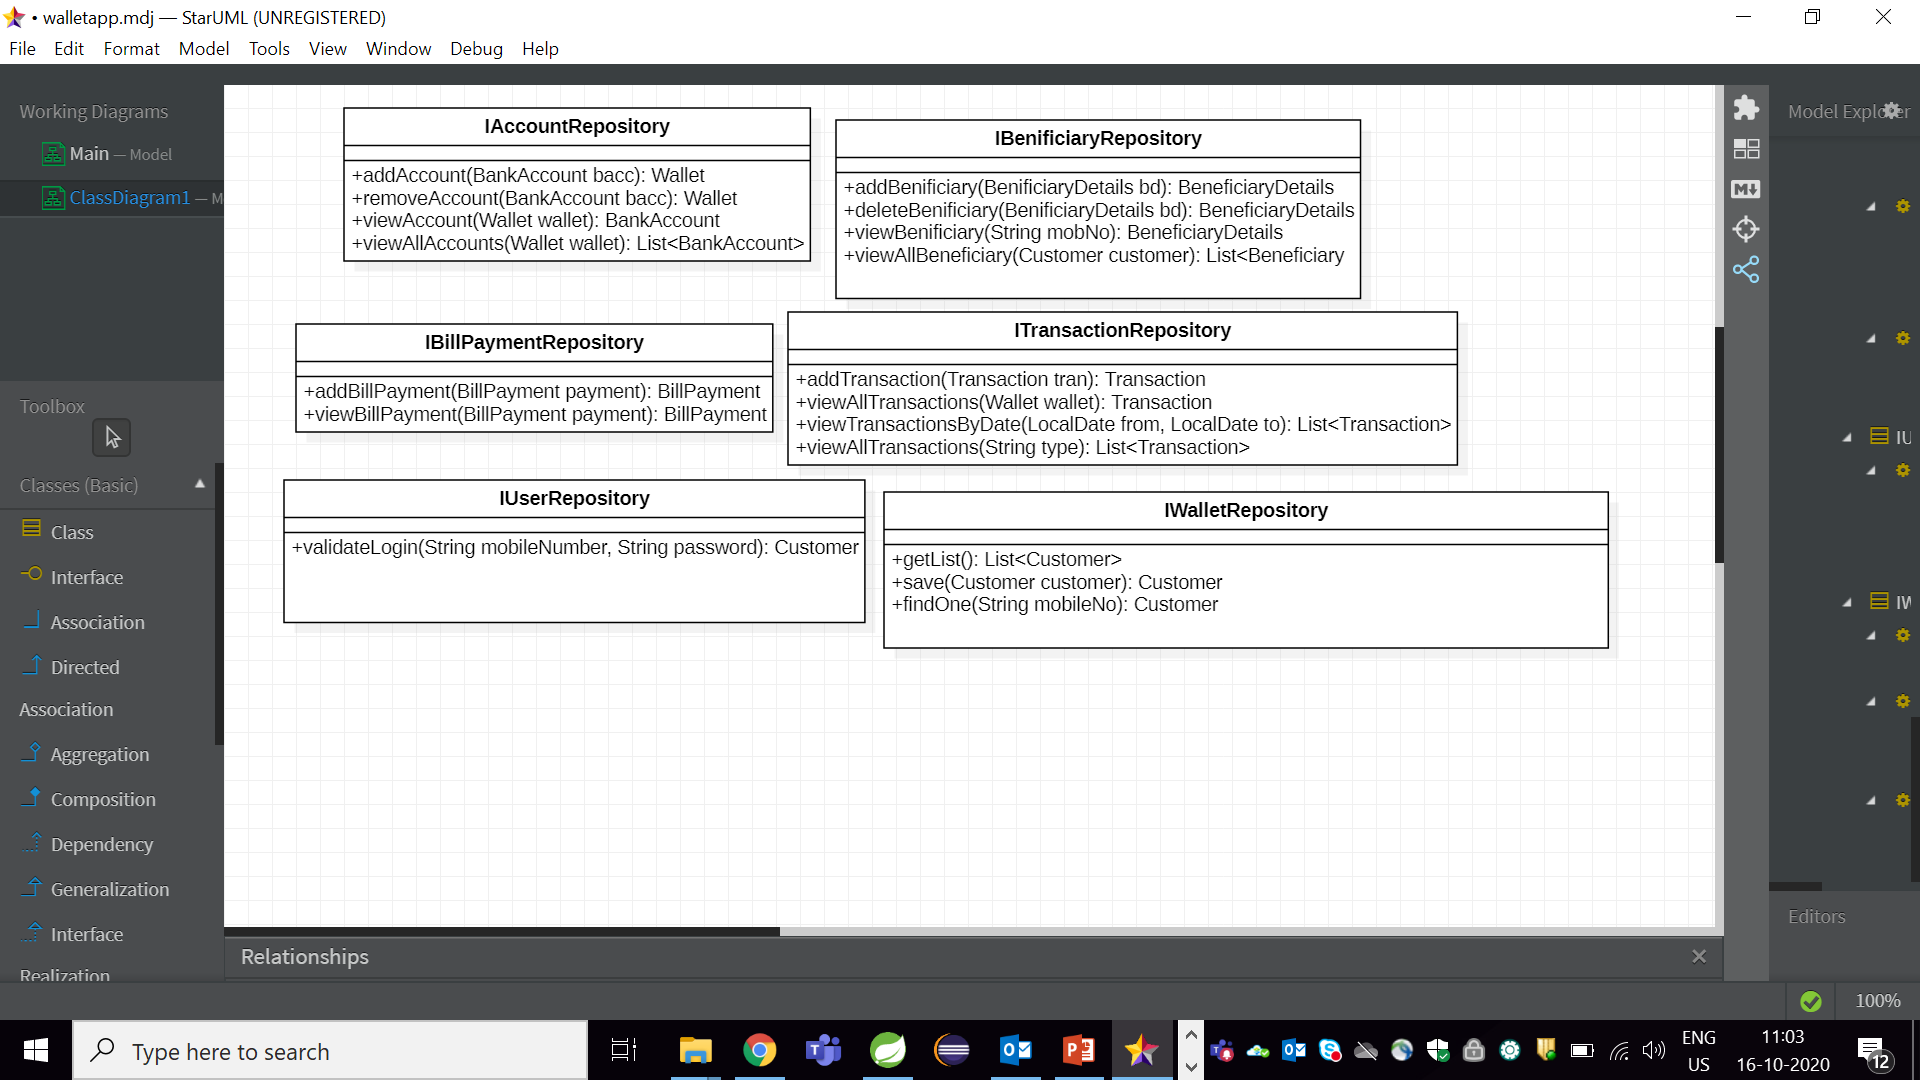 walletapp.mdj — StarUML (UNREGISTERED)
File Edit Format Model Tools View Window Debug Help
Working Diagrams
Main — Model
ClassDiagram1 — M
Toolbox
Classes (Basic)
Class
Interface
Association
Directed
Association
Aggregation
Composition
Dependency
Generalization
Interface
Realization
IAccountRepository
+addAccount(BankAccount bacc): Wallet
+removeAccount(BankAccount bacc): Wallet
+viewAccount(Wallet wallet): BankAccount
+viewAllAccounts(Wallet wallet): List<BankAccount>
IBenificiaryRepository
+addBenificiary(BenificiaryDetails bd): BeneficiaryDetails
+deleteBenificiary(BenificiaryDetails bd): BeneficiaryDetails
+viewBenificiary(String mobNo): BeneficiaryDetails
+viewAllBeneficiary(Customer customer): List<Beneficiary
IBillPaymentRepository
+addBillPayment(BillPayment payment): BillPayment
+viewBillPayment(BillPayment payment): BillPayment
ITransactionRepository
+addTransaction(Transaction tran): Transaction
+viewAllTransactions(Wallet wallet): Transaction
+viewTransactionsByDate(LocalDate from, LocalDate to): List<Transaction>
+viewAllTransactions(String type): List<Transaction>
IUserRepository
+validateLogin(String mobileNumber, String password): Customer
IWalletRepository
+getList(): List<Customer>
+save(Customer customer): Customer
+findOne(String mobileNo): Customer
Relationships
Model Explorer
IU
IW
Editors
100%
Type here to search
ENG
US
11:03
16-10-2020
12